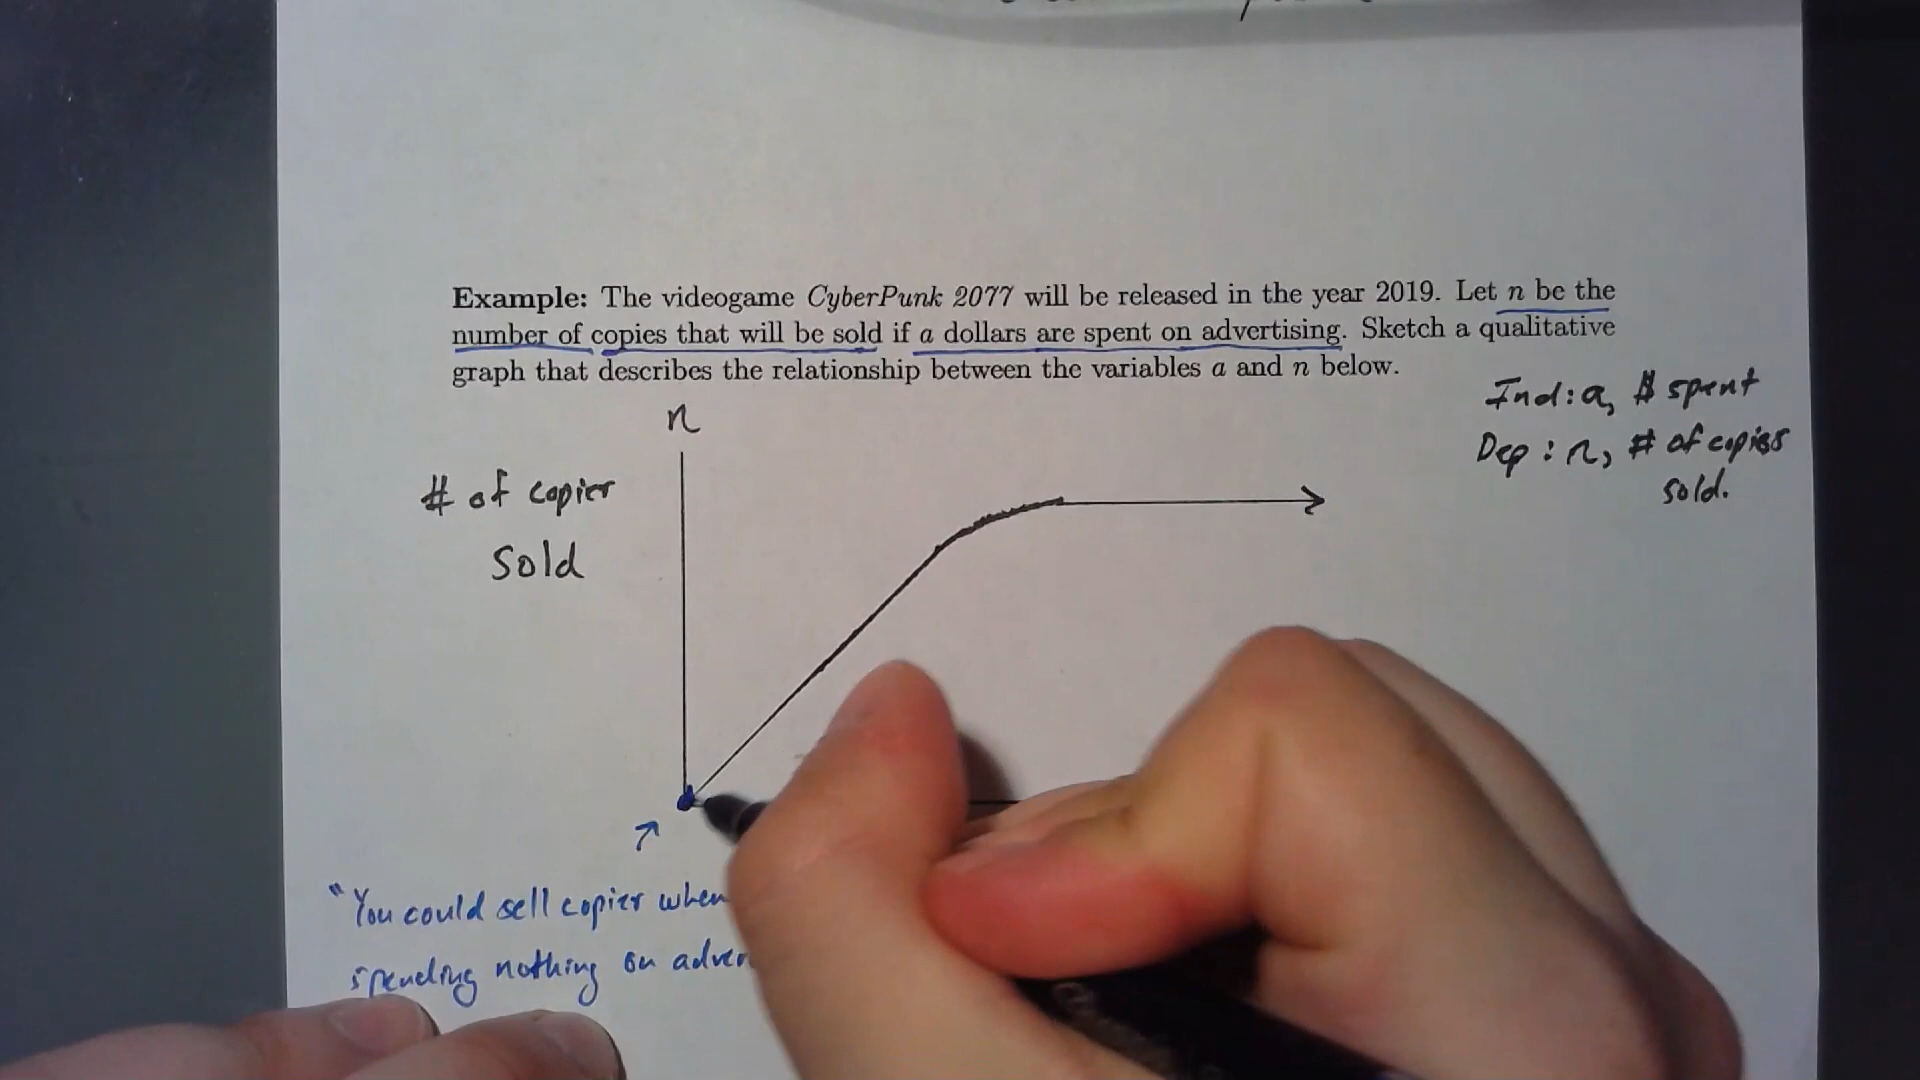 Example: The videogame CyberPunk 2077 will be released in the year 2019. Let n be the
number of copies that will be sold if a dollars are spent on advertising. Sketch a qualitative
graph that describes the relationship between the variables a and n below.
Ind: a, $ spent
Dep: n, # of copies
sold.
n
# of copies
sold
"You could sell copies when
spending nothing on